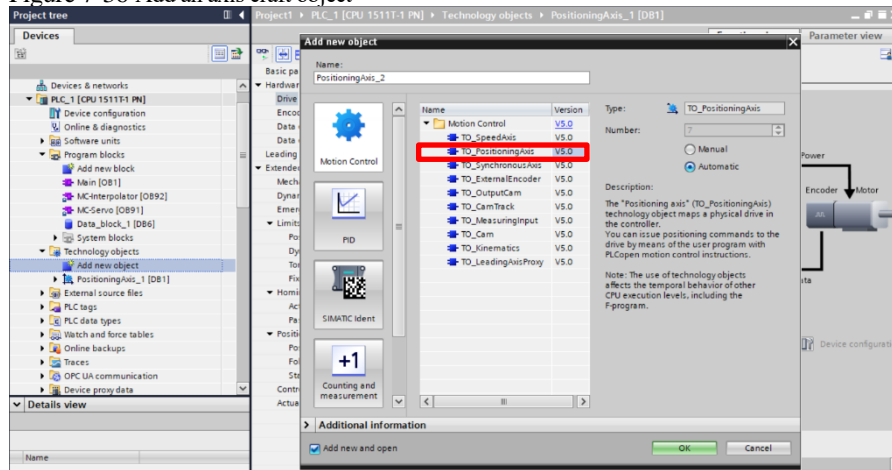 Project tree
Project1 ▸ PLC_1 [CPU 1511T-1 PN] ▸ Technology objects ▸ PositioningAxis_1 [DB1]
Devices
Parameter view
Devices & networks
PLC_1 [CPU 1511T-1 PN]
Device configuration
Online & diagnostics
Software units
Program blocks
Add new block
Main [OB1]
MC-Interpolator [OB92]
MC-Servo [OB91]
Data_block_1 [DB6]
System blocks
Technology objects
Add new object
PositioningAxis_1 [DB1]
External source files
PLC tags
PLC data types
Watch and force tables
Online backups
Traces
OPC UA communication
Device proxy data
Details view
Name
Basic pa
Hardwar
Drive
Encod
Data
Data
Leading
Extended
Mech
Dynar
Emer
Limits
Po
Dy
Tor
Fix
Homi
Ac
Pa
Positi
Po
Fol
Sta
Contr
Actua
Add new object
Name:
PositioningAxis_2
Motion Control
PID
SIMATIC Ident
+1
Counting and
measurement
Name Version
Motion Control V5.0
TO_SpeedAxis V5.0
TO_PositioningAxis V5.0
TO_SynchronousAxis V5.0
TO_ExternalEncoder V5.0
TO_OutputCam V5.0
TO_CamTrack V5.0
TO_MeasuringInput V5.0
TO_Cam V5.0
TO_Kinematics V5.0
TO_LeadingAxisProxy V5.0
Type: TO_PositioningAxis
Number: 7
Manual
Automatic
Description:
The "Positioning axis" (TO_PositioningAxis)
technology object maps a physical drive in
the controller.
You can issue positioning commands to the
drive by means of the user program with
PLCopen motion control instructions.
Note: The use of technology objects
affects the temporal behavior of other
CPU execution levels, including the
F-program.
Additional information
Add new and open
OK Cancel
Power
Encoder Motor
ata
Device configurati